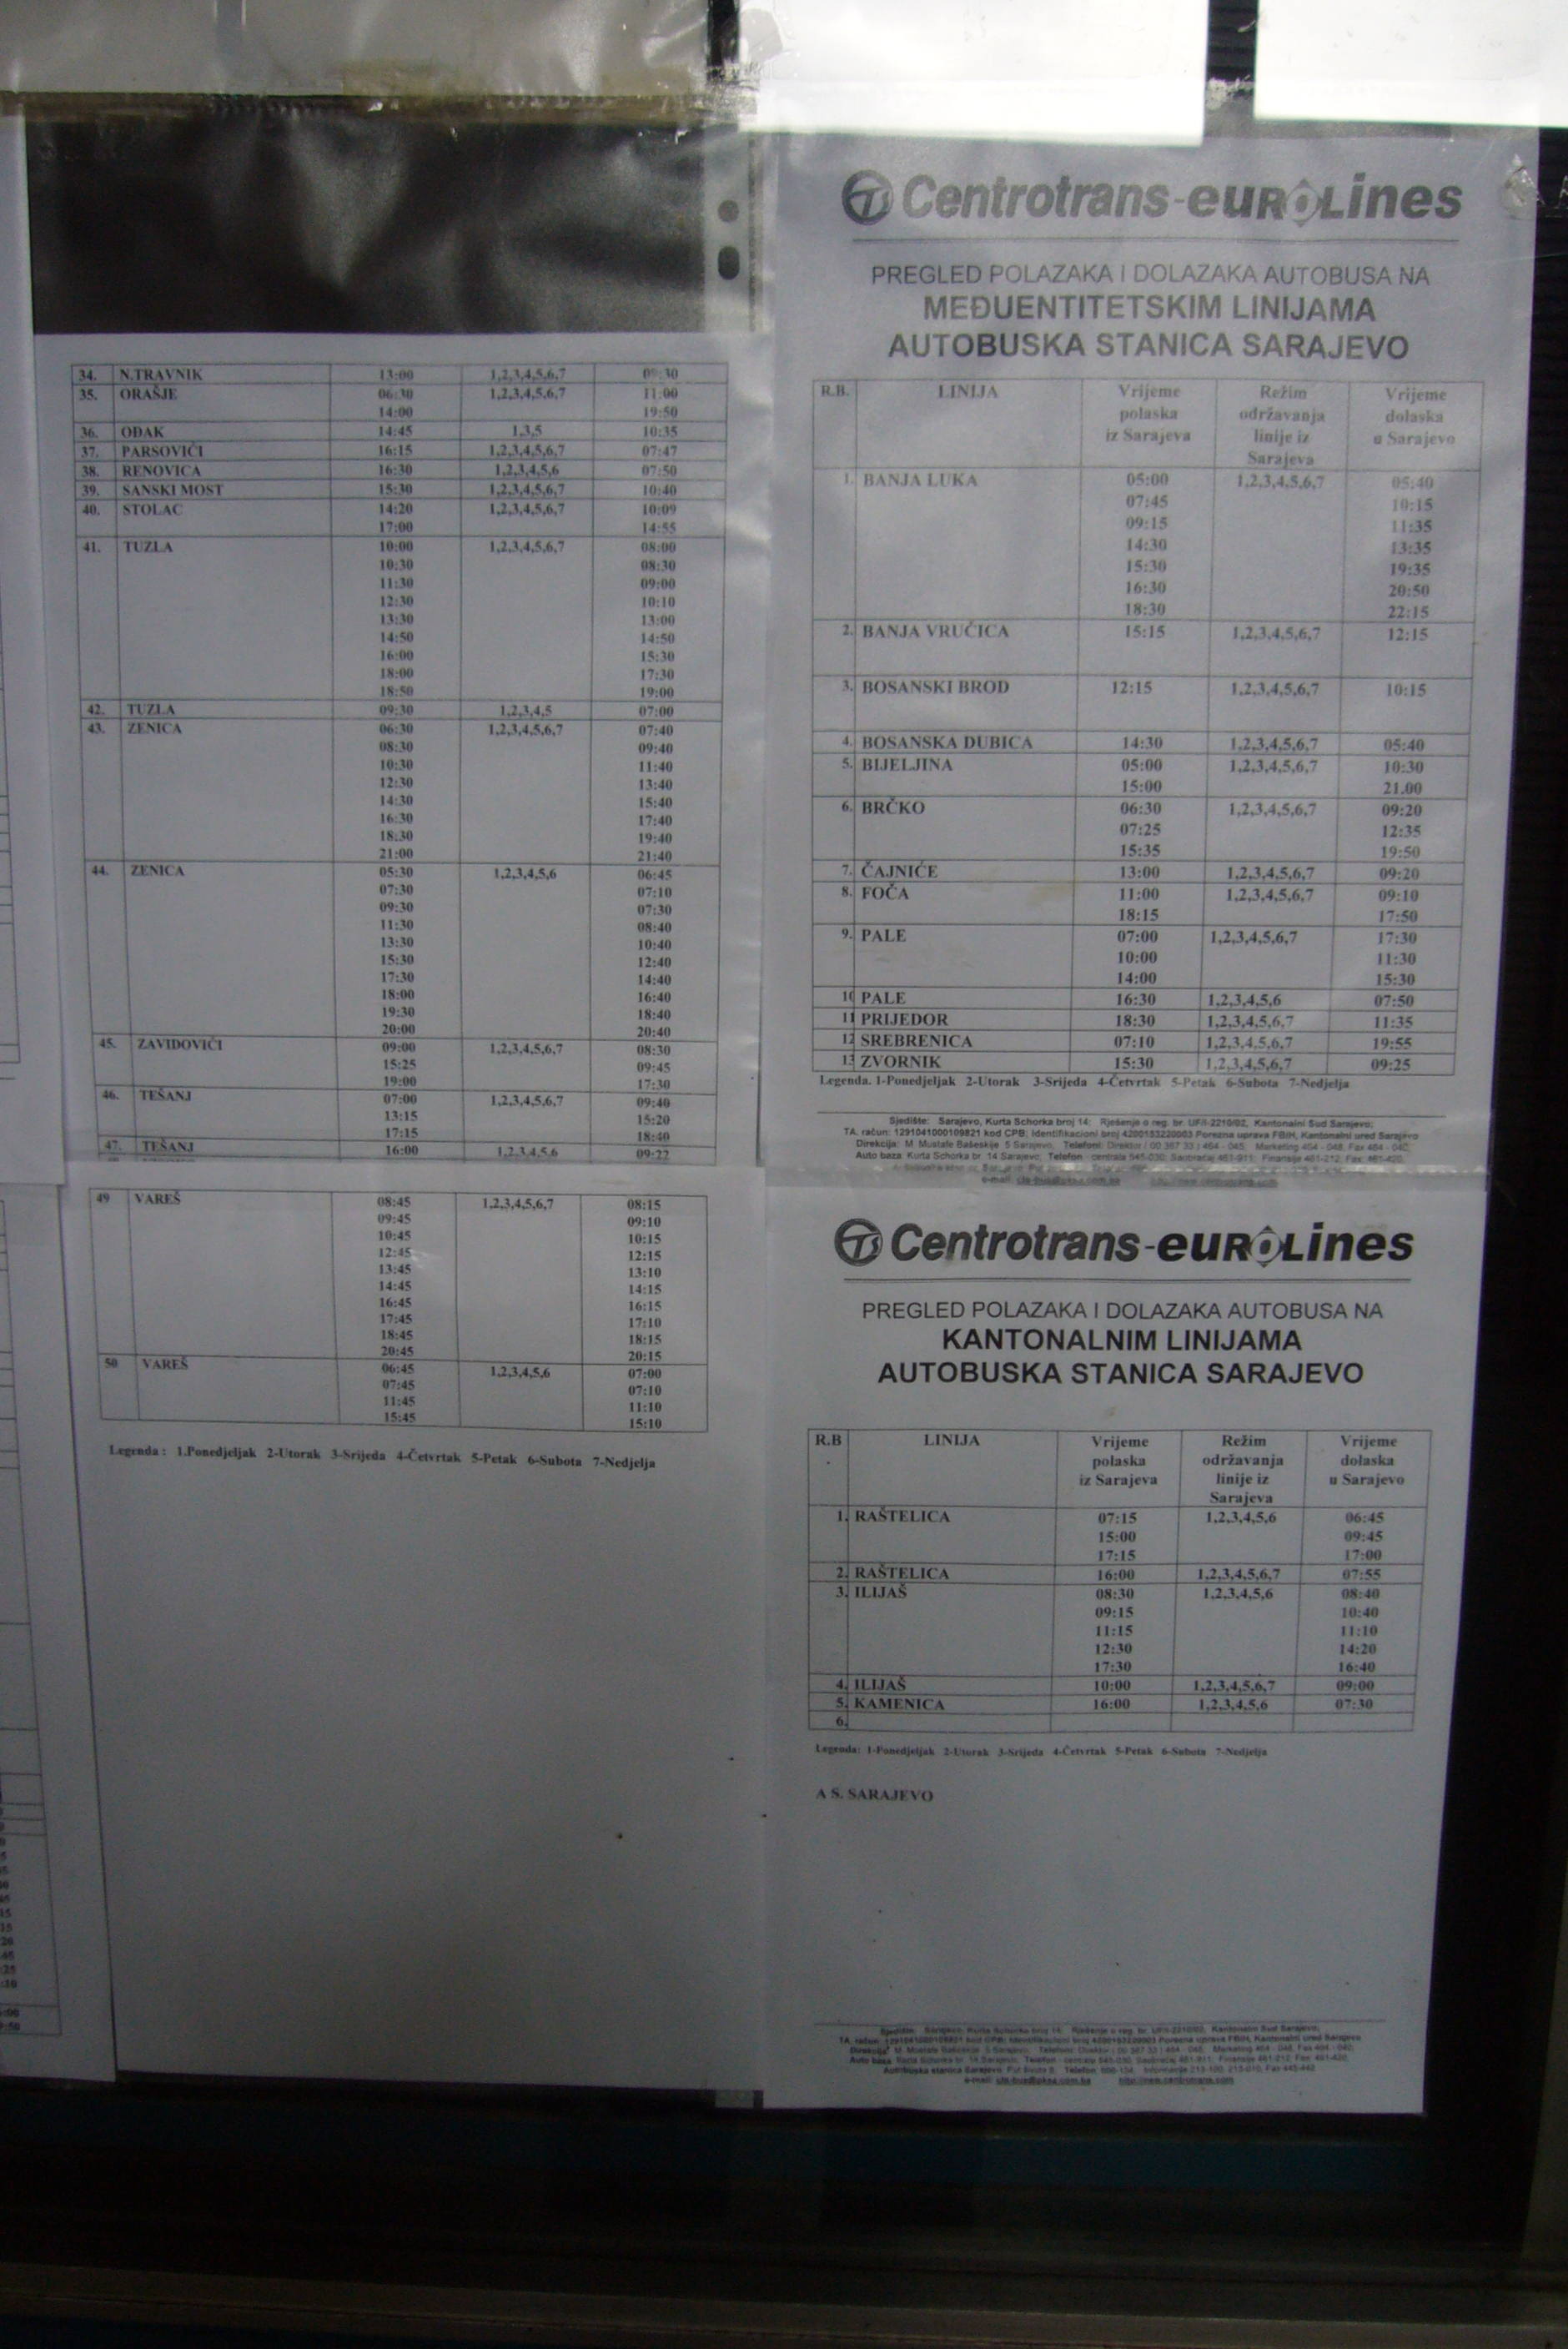 34. N.TRAVNIK 13:00 1,2,3,4,5,6,7
35. ORAŠJE 06:30 1,2,3,4,5,6,7 11:00
14:00 19:50
36. ODAK 14:45 1,3,5 10:35
37. PARSOVIĆI 16:15 1,2,3,4,5,6,7 07:47
38. RENOVICA 16:30 1,2,3,4,5,6 07:50
39. SANSKI MOST 15:30 1,2,3,4,5,6,7 10:40
40. STOLAC 14:20 1,2,3,4,5,6,7 10:09
17:00 14:55
41. TUZLA 10:00 1,2,3,4,5,6,7 08:00
10:30 08:30
11:30 09:00
12:30 10:10
13:30 13:00
14:50 14:50
16:00 15:30
18:00 17:30
18:50 19:00
42. TUZLA 09:30 1,2,3,4,5 07:00
43. ZENICA 06:30 1,2,3,4,5,6,7 07:40
08:30 09:40
10:30 11:40
12:30 13:40
14:30 15:40
16:30 17:40
18:30 19:40
21:00 21:40
44. ZENICA 05:30 1,2,3,4,5,6 06:45
07:30 07:10
09:30 07:30
11:30 08:40
13:30 10:40
15:30 12:40
17:30 14:40
18:00 16:40
19:30 18:40
20:00 20:40
45. ZAVIDOVIĆI 09:00 1,2,3,4,5,6,7 08:30
15:25 09:45
19:00 17:30
46. TEŠANJ 07:00 1,2,3,4,5,6,7 09:40
13:15 15:20
17:15 18:40
47. TEŠANJ 16:00 1,2,3,4,5,6 09:22
49 VAREŠ 08:45 1,2,3,4,5,6,7 08:15
09:45 09:10
10:45 10:15
12:45 12:15
13:45 13:10
14:45 14:15
16:45 16:15
17:45 17:10
18:45 18:15
20:45 20:15
50 VAREŠ 06:45 1,2,3,4,5,6 07:00
07:45 07:10
11:45 11:10
15:45 15:10
Legenda : 1.Ponedjeljak 2-Utorak 3-Srijeda 4-Četvrtak 5-Petak 6-Subota 7-Nedjelja
Centrotrans-euroLines
PREGLED POLAZAKA I DOLAZAKA AUTOBUSA NA
MEĐUENTITETSKIM LINIJAMA
AUTOBUSKA STANICA SARAJEVO
R.B. LINIJA Vrijeme Režim Vrijeme
polaska održavanja dolaska
iz Sarajeva linije iz u Sarajevo
Sarajeva
1. BANJA LUKA 05:00 1,2,3,4,5,6,7 05:40
07:45 10:15
09:15 11:35
14:30 13:35
15:30 19:35
16:30 20:50
18:30 22:15
2. BANJA VRUĆICA 15:15 1,2,3,4,5,6,7 12:15
3. BOSANSKI BROD 12:15 1,2,3,4,5,6,7 10:15
4. BOSANSKA DUBICA 14:30 1,2,3,4,5,6,7 05:40
5. BIJELJINA 05:00 1,2,3,4,5,6,7 10:30
15:00 21.00
6. BRČKO 06:30 1,2,3,4,5,6,7 09:20
07:25 12:35
15:35 19:50
7. ČAJNIĆE 13:00 1,2,3,4,5,6,7 09:20
8. FOČA 11:00 1,2,3,4,5,6,7 09:10
18:15 17:50
9. PALE 07:00 1,2,3,4,5,6,7 17:30
10:00 11:30
14:00 15:30
10 PALE 16:30 1,2,3,4,5,6 07:50
11 PRIJEDOR 18:30 1,2,3,4,5,6,7 11:35
12 SREBRENICA 07:10 1,2,3,4,5,6,7 19:55
13 ZVORNIK 15:30 1,2,3,4,5,6,7 09:25
Legenda. 1-Ponedjeljak 2-Utorak 3-Srijeda 4-Četvrtak 5-Petak 6-Subota 7-Nedjelja
Sjedište: Sarajevo, Kurta Schorka broj 14; Rješenje o reg. br. UF/I-2210/02, Kantonalni Sud Sarajevo;
TA. račun: 1291041000109821 kod CPB; Identifikacioni broj 4200153220003 Porezna uprava FBIH, Kantonalni ured Sarajevo
Direkcija: M. Mustafe Bašeskije 5 Sarajevo, Telefoni: Direktor / 00 387 33 / 464 - 045, Marketing 464 - 048, Fax 464 - 040;
Auto baza Kurta Schorka br. 14 Sarajevo, Telefon - centrala 545-030, Saobraćaj 461-911; Finansije 461-212; Fax: 461-420;
Centrotrans-euroLines
PREGLED POLAZAKA I DOLAZAKA AUTOBUSA NA
KANTONALNIM LINIJAMA
AUTOBUSKA STANICA SARAJEVO
R.B. LINIJA Vrijeme Režim Vrijeme
polaska održavanja dolaska
iz Sarajeva linije iz u Sarajevo
Sarajeva
1. RAŠTELICA 07:15 1,2,3,4,5,6 06:45
15:00 09:45
17:15 17:00
2. RAŠTELICA 16:00 1,2,3,4,5,6,7 07:55
3. ILIJAŠ 08:30 1,2,3,4,5,6 08:40
09:15 10:40
11:15 11:10
12:30 14:20
17:30 16:40
4. ILIJAŠ 10:00 1,2,3,4,5,6,7 09:00
5. KAMENICA 16:00 1,2,3,4,5,6 07:30
6.
Legenda: 1-Ponedjeljak 2-Utorak 3-Srijeda 4-Četvrtak 5-Petak 6-Subota 7-Nedjelja
A S. SARAJEVO